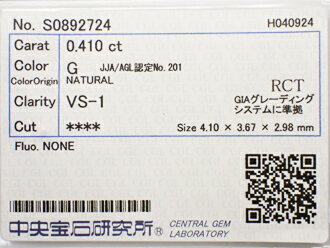 No. S0892724 H040924
Carat 0.410 ct
Color G JJA/AGL認定No.201
ColorOrigin NATURAL
RCT
Clarity VS-1 GIAグレーディング
システムに準拠
Cut **** Size 4.10 × 3.67 × 2.98 mm
Fluo. NONE
中央宝石研究所® CENTRAL GEM
LABORATORY